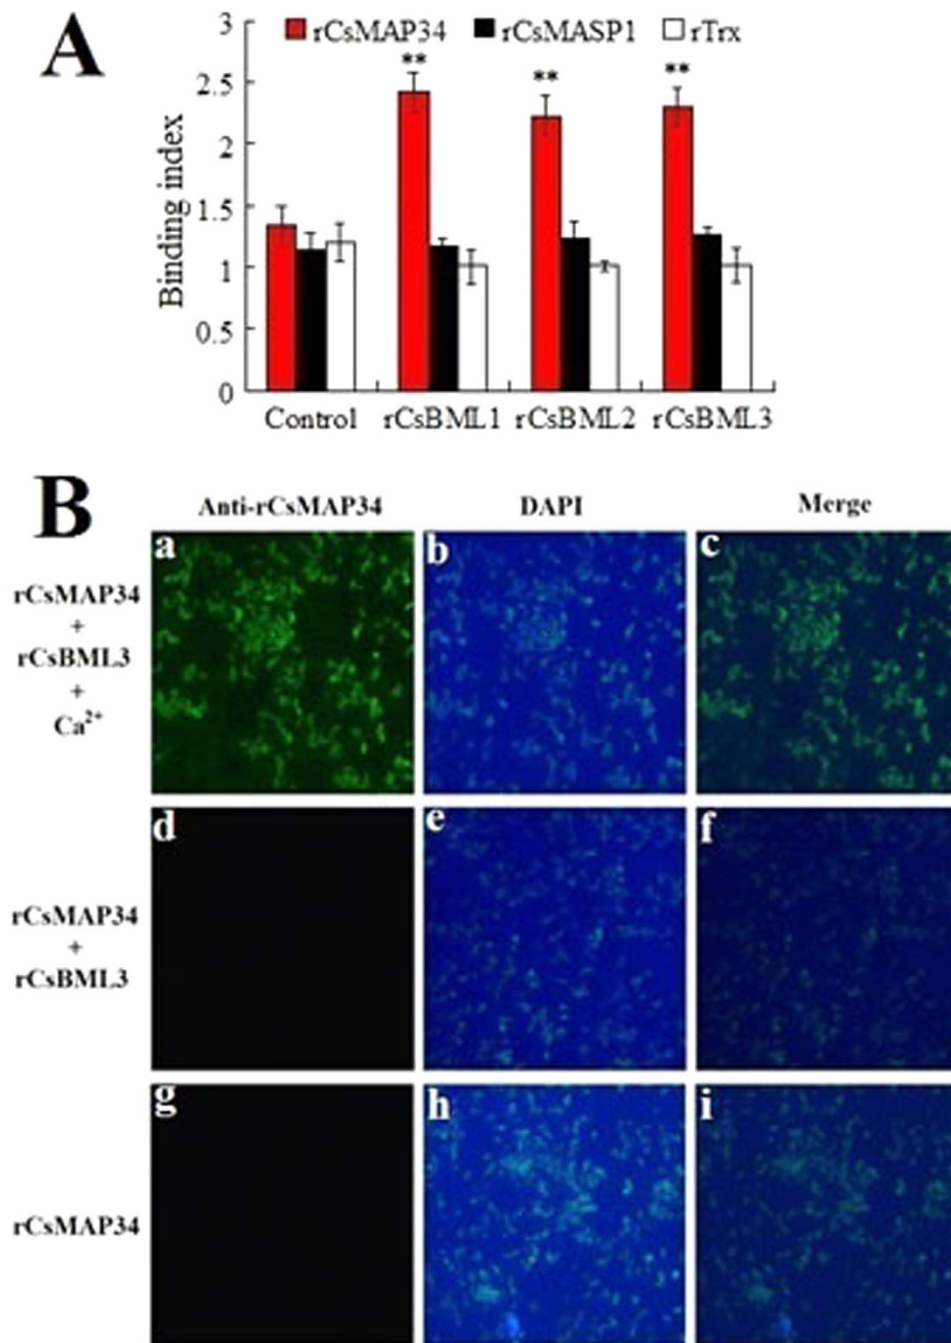 A
3
rCsMAP34 rCsMASP1 rTrx
** ** **
2.5
2
1.5
1
0.5
0
Binding index
Control rCsBML1 rCsBML2 rCsBML3
B
Anti-rCsMAP34 DAPI Merge
a b c
rCsMAP34
+
rCsBML3
+
Ca²⁺
d e f
rCsMAP34
+
rCsBML3
g h i
rCsMAP34